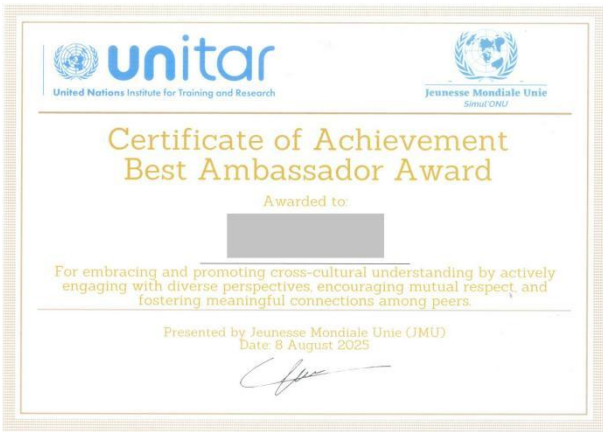 unitar
United Nations Institute for Training and Research
Jeunesse Mondiale Unie
Simul'ONU
Certificate of Achievement
Best Ambassador Award
Awarded to:
For embracing and promoting cross-cultural understanding by actively
engaging with diverse perspectives, encouraging mutual respect, and
fostering meaningful connections among peers.
Presented by Jeunesse Mondiale Unie (JMU)
Date: 8 August 2025